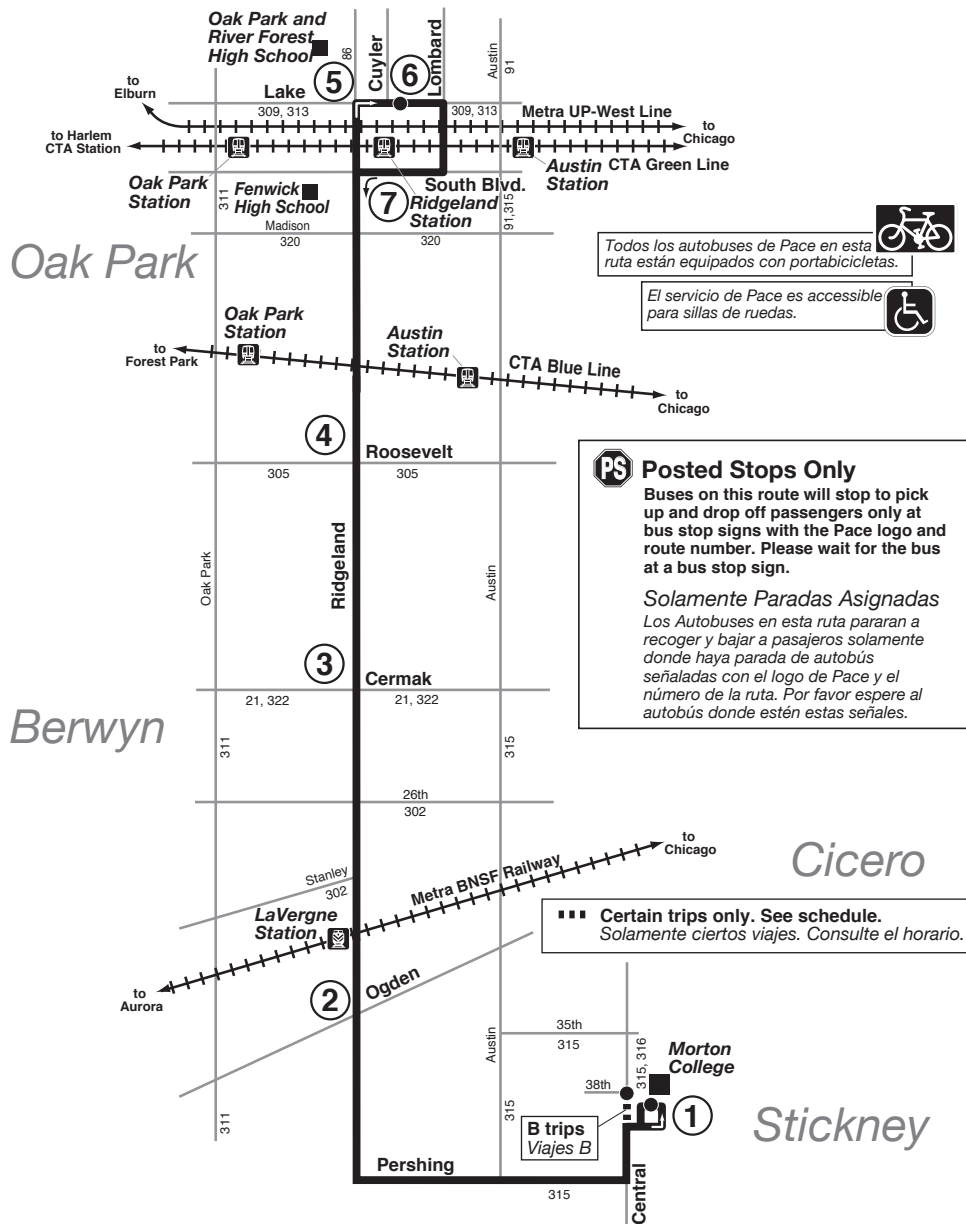 Oak Park and
River Forest
High School
86
Cuyler
Lombard
Austin
91
5
6
to
Elburn
Lake
309, 313
309, 313
Metra UP-West Line
to
Chicago
to Harlem
CTA Station
Oak Park
Station
311
Fenwick
High School
7
South Blvd.
Ridgeland
Station
91,315
Austin
Station
CTA Green Line
Madison
320
320
Oak Park
Todos los autobuses de Pace en esta
ruta están equipados con portabicicletas.
El servicio de Pace es accessible
para sillas de ruedas.
Oak Park
Station
Austin
Station
to
Forest Park
CTA Blue Line
to
Chicago
4
Roosevelt
305
305
PS Posted Stops Only
Buses on this route will stop to pick
up and drop off passengers only at
bus stop signs with the Pace logo and
route number. Please wait for the bus
at a bus stop sign.
Solamente Paradas Asignadas
Los Autobuses en esta ruta pararan a
recoger y bajar a pasajeros solamente
donde haya parada de autobús
señaladas con el logo de Pace y el
número de la ruta. Por favor espere al
autobús donde estén estas señales.
Oak Park
Ridgeland
Austin
3
Cermak
21, 322
21, 322
Berwyn
311
315
26th
302
Stanley
302
Metra BNSF Railway
to
Chicago
Cicero
LaVergne
Station
Certain trips only. See schedule.
Solamente ciertos viajes. Consulte el horario.
to
Aurora
2
Ogden
Austin
35th
315
315, 316
Morton
College
38th
1
311
315
B trips
Viajes B
Stickney
Pershing
315
Central